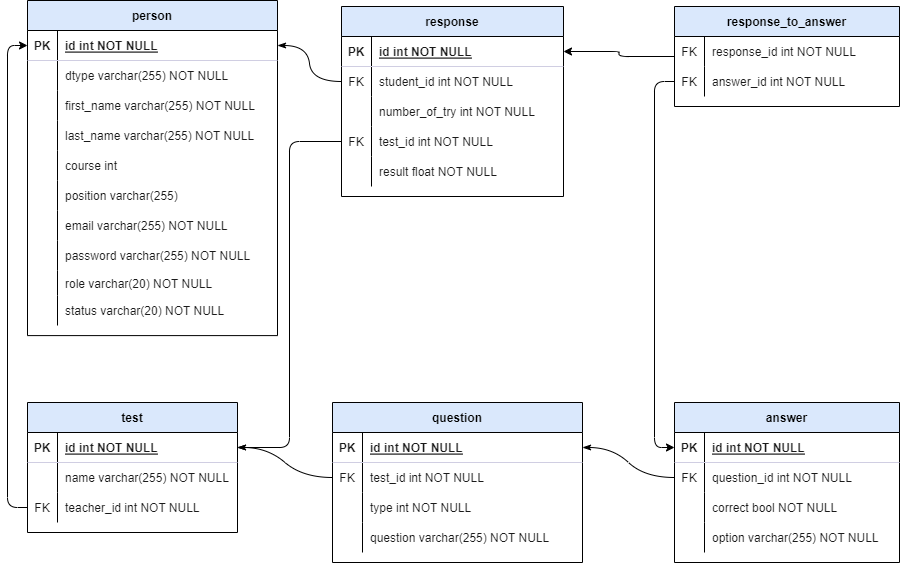 person
PK id int NOT NULL
dtype varchar(255) NOT NULL
first_name varchar(255) NOT NULL
last_name varchar(255) NOT NULL
course int
position varchar(255)
email varchar(255) NOT NULL
password varchar(255) NOT NULL
role varchar(20) NOT NULL
status varchar(20) NOT NULL
response
PK id int NOT NULL
FK student_id int NOT NULL
number_of_try int NOT NULL
FK test_id int NOT NULL
result float NOT NULL
response_to_answer
FK response_id int NOT NULL
FK answer_id int NOT NULL
test
PK id int NOT NULL
name varchar(255) NOT NULL
FK teacher_id int NOT NULL
question
PK id int NOT NULL
FK test_id int NOT NULL
type int NOT NULL
question varchar(255) NOT NULL
answer
PK id int NOT NULL
FK question_id int NOT NULL
correct bool NOT NULL
option varchar(255) NOT NULL